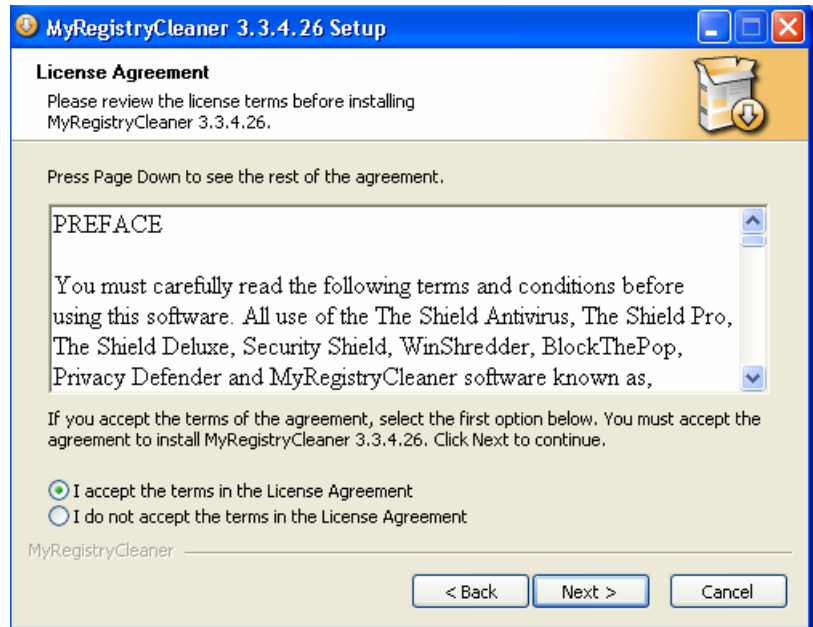 MyRegistryCleaner 3.3.4.26 Setup
License Agreement
Please review the license terms before installing
MyRegistryCleaner 3.3.4.26.
Press Page Down to see the rest of the agreement.
PREFACE
You must carefully read the following terms and conditions before
using this software. All use of the The Shield Antivirus, The Shield Pro,
The Shield Deluxe, Security Shield, WinShredder, BlockThePop,
Privacy Defender and MyRegistryCleaner software known as,
If you accept the terms of the agreement, select the first option below. You must accept the
agreement to install MyRegistryCleaner 3.3.4.26. Click Next to continue.
I accept the terms in the License Agreement
I do not accept the terms in the License Agreement
MyRegistryCleaner
< Back Next > Cancel